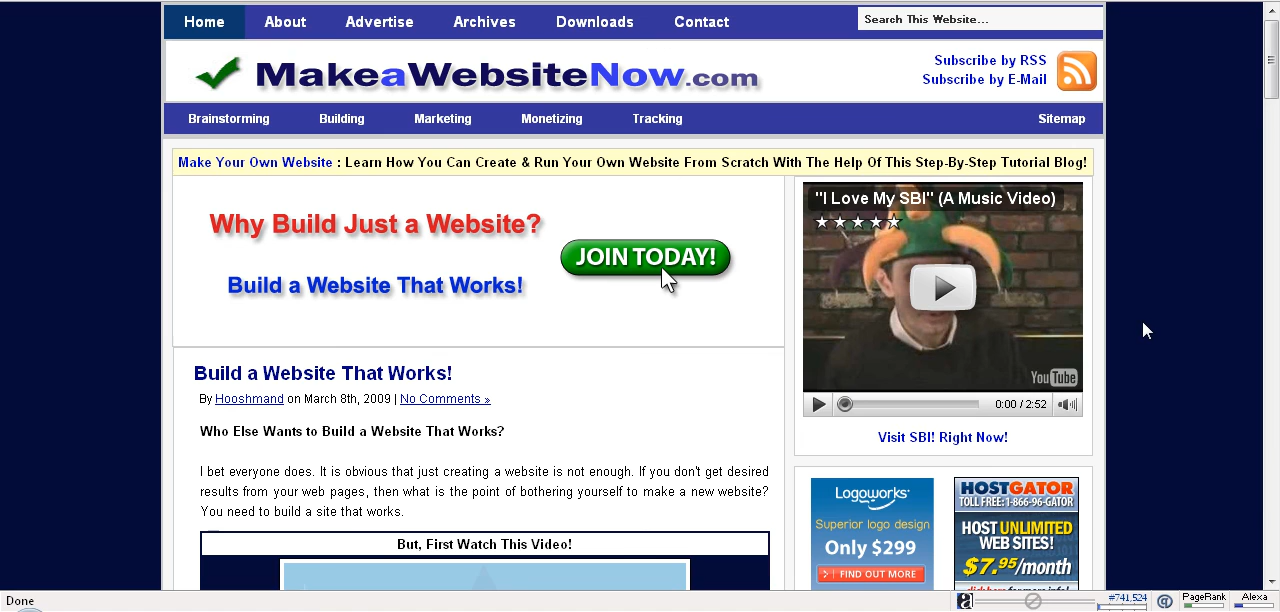 Home About Advertise Archives Downloads Contact Search This Website...
MakeaWebsiteNow.com
Subscribe by RSS
Subscribe by E-Mail
Brainstorming Building Marketing Monetizing Tracking Sitemap
Make Your Own Website : Learn How You Can Create & Run Your Own Website From Scratch With The Help Of This Step-By-Step Tutorial Blog!
Why Build Just a Website?
Build a Website That Works!
JOIN TODAY!
Build a Website That Works!
By Hooshmand on March 8th, 2009 | No Comments »
Who Else Wants to Build a Website That Works?
I bet everyone does. It is obvious that just creating a website is not enough. If you don't get desired
results from your web pages, then what is the point of bothering yourself to make a new website?
You need to build a site that works.
But, First Watch This Video!
"I Love My SBI" (A Music Video)
YouTube
0:00 / 2:52
Visit SBI! Right Now!
Logoworks
Superior logo design
Only $299
FIND OUT MORE
HOSTGATOR
TOLL FREE: 1-866-96-GATOR
HOST UNLIMITED
WEB SITES!
$7.95/month
Done #741,524 PageRank Alexa